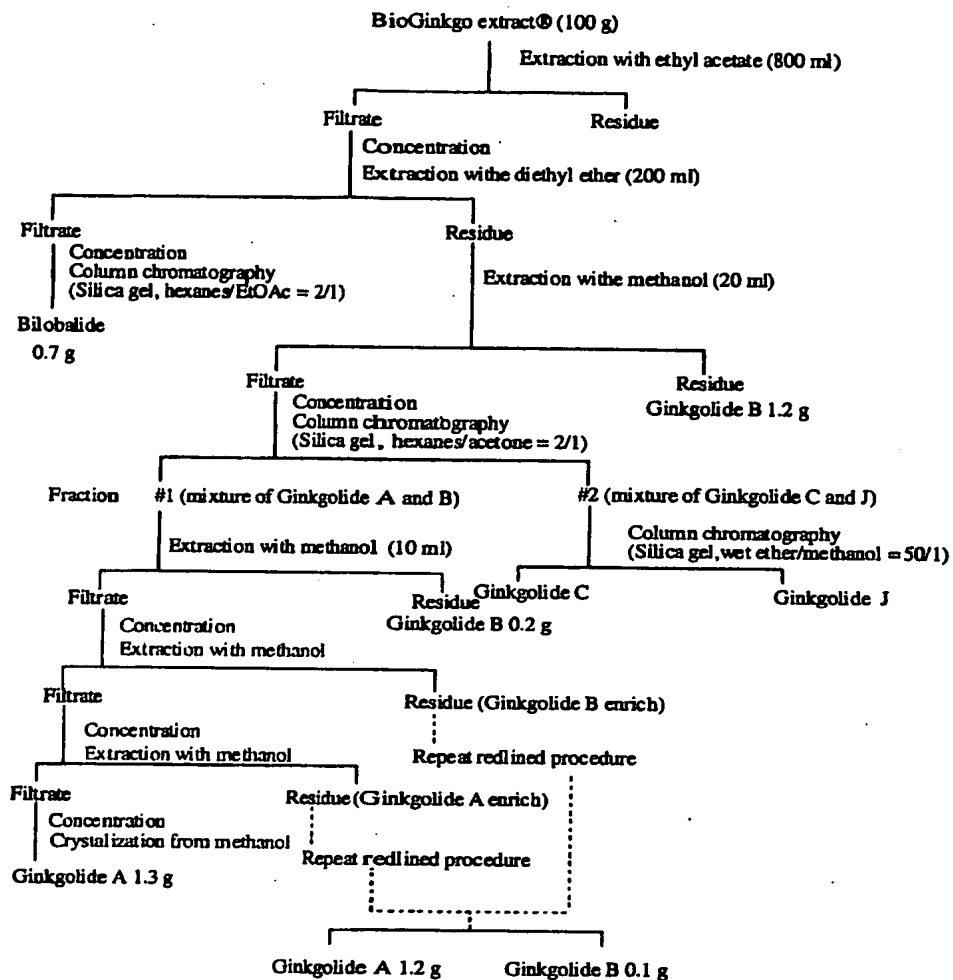 BioGinkgo extract® (100 g)
Extraction with ethyl acetate (800 ml)
Filtrate
Residue
Concentration
Extraction withe diethyl ether (200 ml)
Filtrate
Concentration
Column chromatography
(Silica gel, hexanes/EtOAc = 2/1)
Bilobalide
0.7 g
Residue
Extraction withe methanol (20 ml)
Filtrate
Residue
Ginkgolide B 1.2 g
Concentration
Column chromatbgraphy
(Silica gel, hexanes/acetone = 2/1)
Fraction
#1 (mixture of Ginkgolide A and B)
#2 (mixture of Ginkgolide C and J)
Extraction with methanol (10 ml)
Column chromatography
(Silica gel, wet ether/methanol = 50/1)
Ginkgolide C
Ginkgolide J
Filtrate
Residue
Ginkgolide B 0.2 g
Concentration
Extraction with methanol
Filtrate
Residue (Ginkgolide B enrich)
Repeat redlined procedure
Concentration
Extraction with methanol
Filtrate
Residue (Ginkgolide A enrich)
Concentration
Crystalization from methanol
Repeat redlined procedure
Ginkgolide A 1.3 g
Ginkgolide A 1.2 g
Ginkgolide B 0.1 g